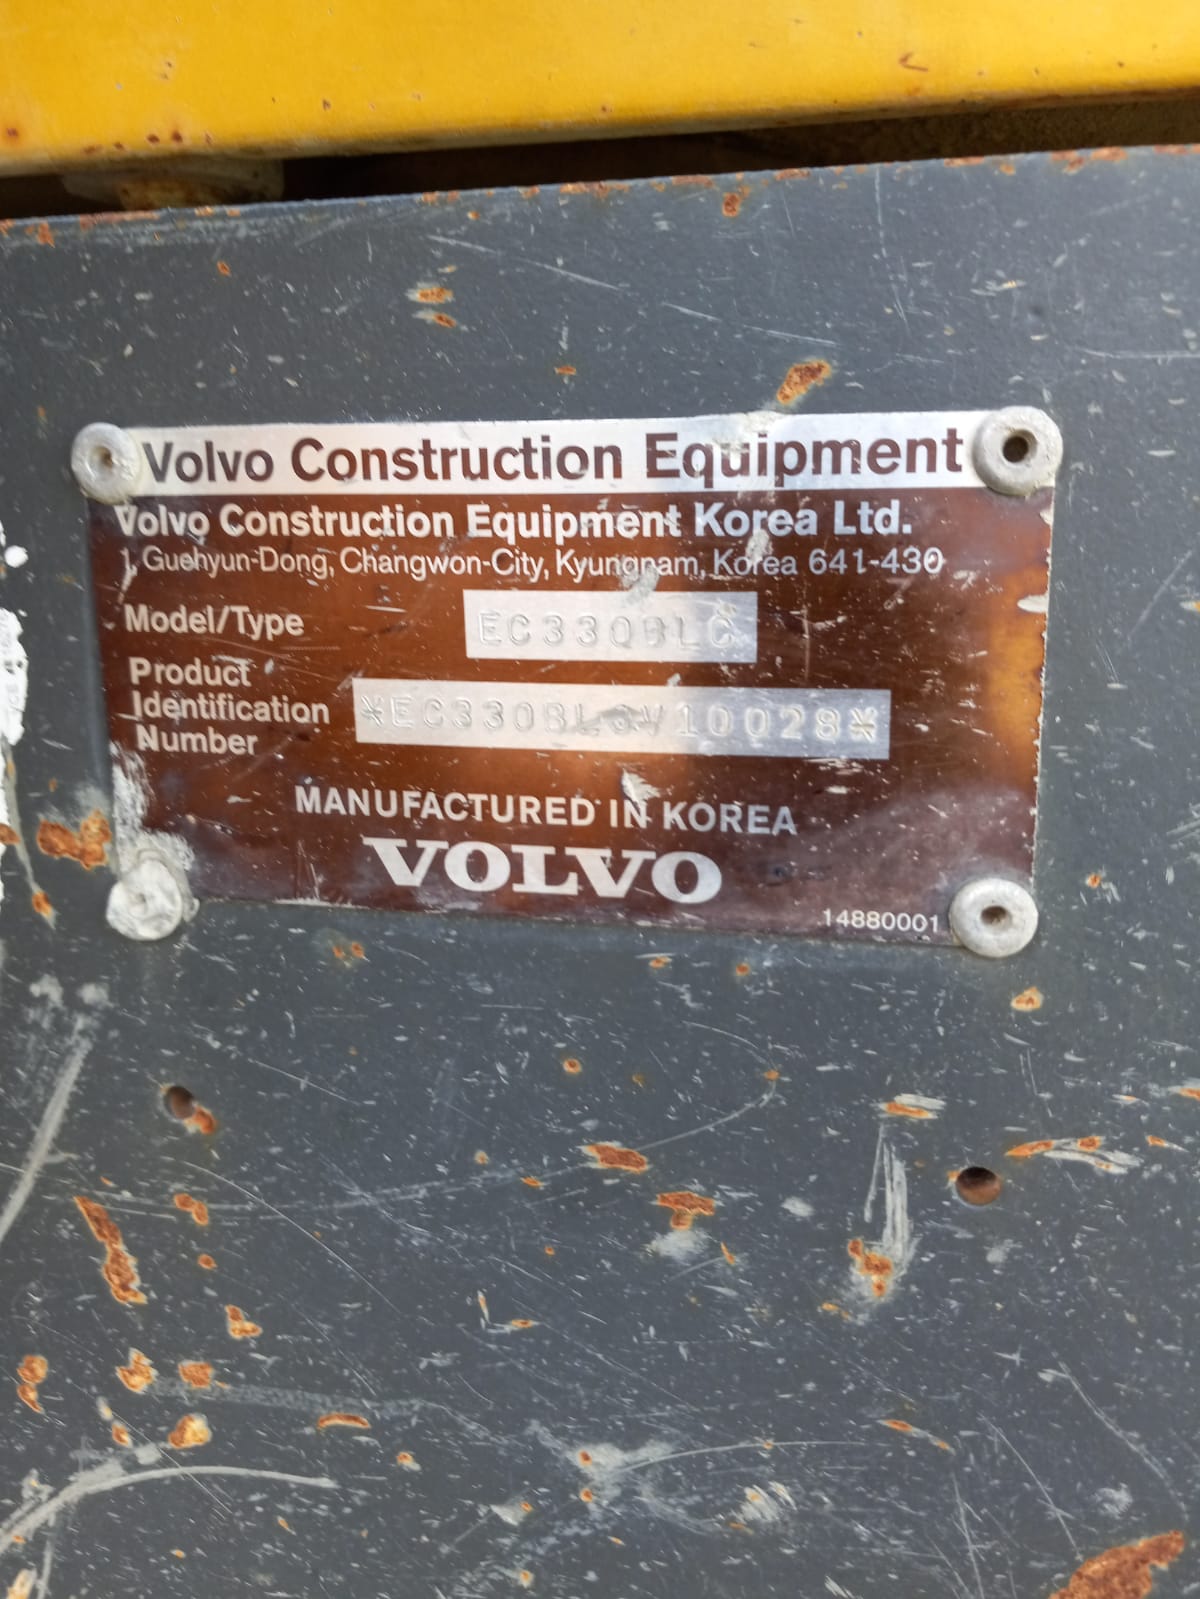 Volvo Construction Equipment
Volvo Construction Equipment Korea Ltd.
1, Guehyun-Dong, Changwon-City, Kyungnam, Korea 641-430
Model/Type EC330BLC
Product
Identification
Number *EC330BLCV10028*
MANUFACTURED IN KOREA
VOLVO
14880001